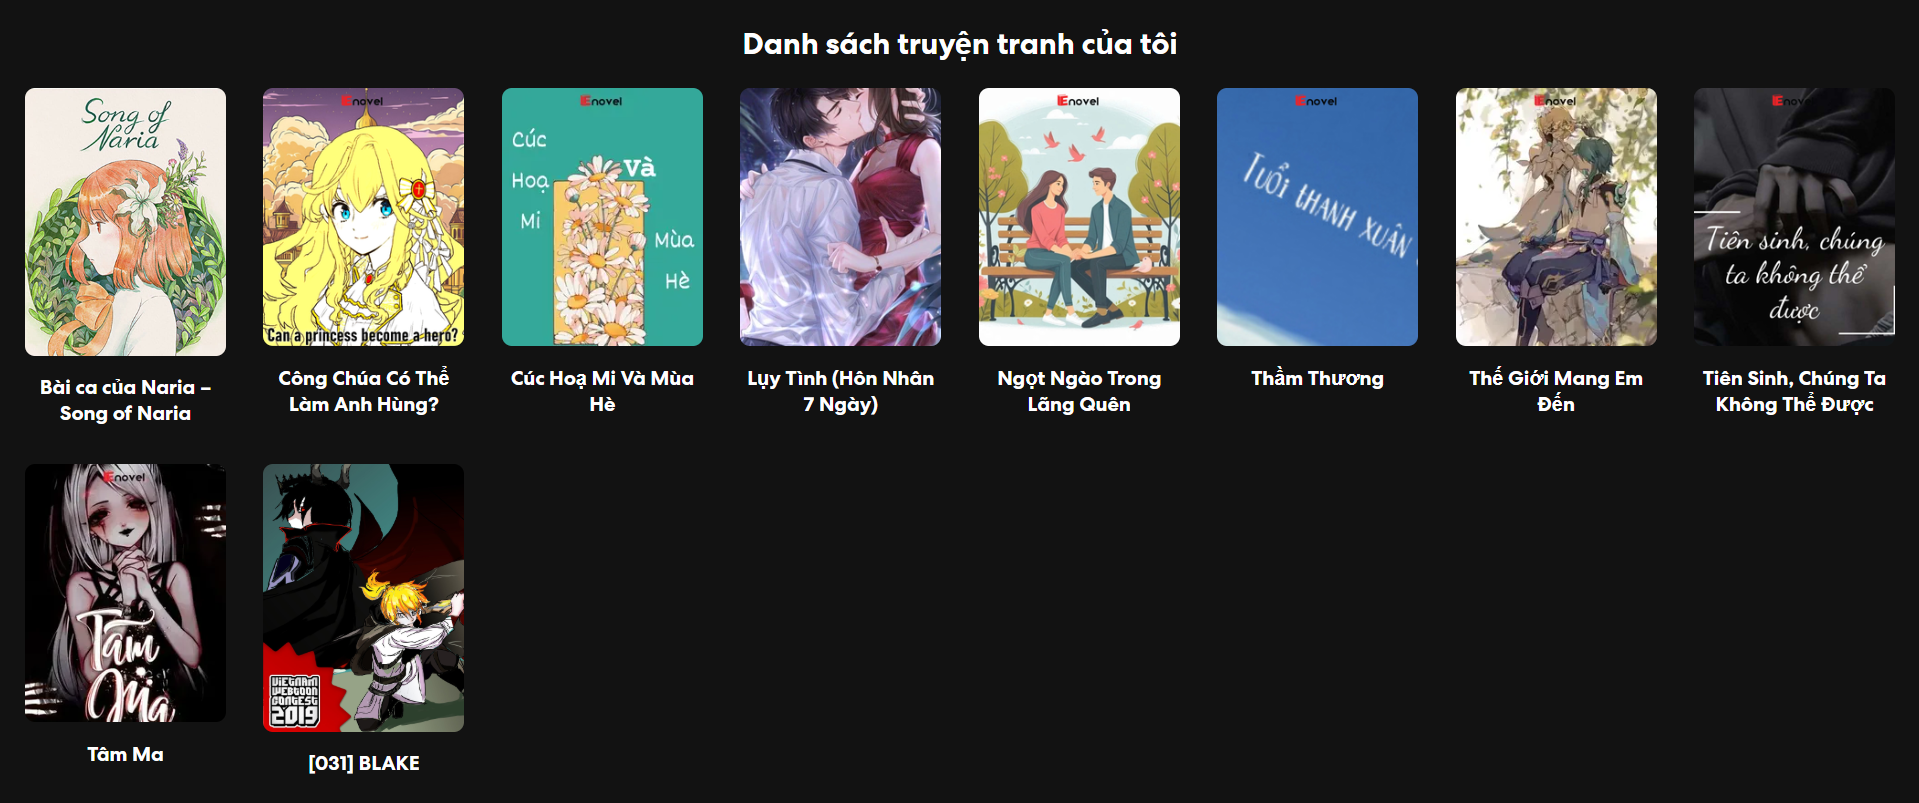 Danh sách truyện tranh của tôi
Song of
Naria
Bài ca của Naria –
Song of Naria
Enovel
Can a princess become a hero?
Công Chúa Có Thể
Làm Anh Hùng?
Enovel
Cúc
Hoạ
Mi
và
Mùa
Hè
Cúc Hoạ Mi Và Mùa
Hè
Lụy Tình (Hôn Nhân
7 Ngày)
Enovel
Ngọt Ngào Trong
Lãng Quên
Enovel
Tuổi thanh xuân
Thầm Thương
Enovel
Thế Giới Mang Em
Đến
Enovel
Tiên sinh, chúng
ta không thể
được
Tiên Sinh, Chúng Ta
Không Thể Được
Enovel
Tâm
Ma
Tâm Ma
VIETNAM
WEBTOON
CONTEST
2019
[031] BLAKE